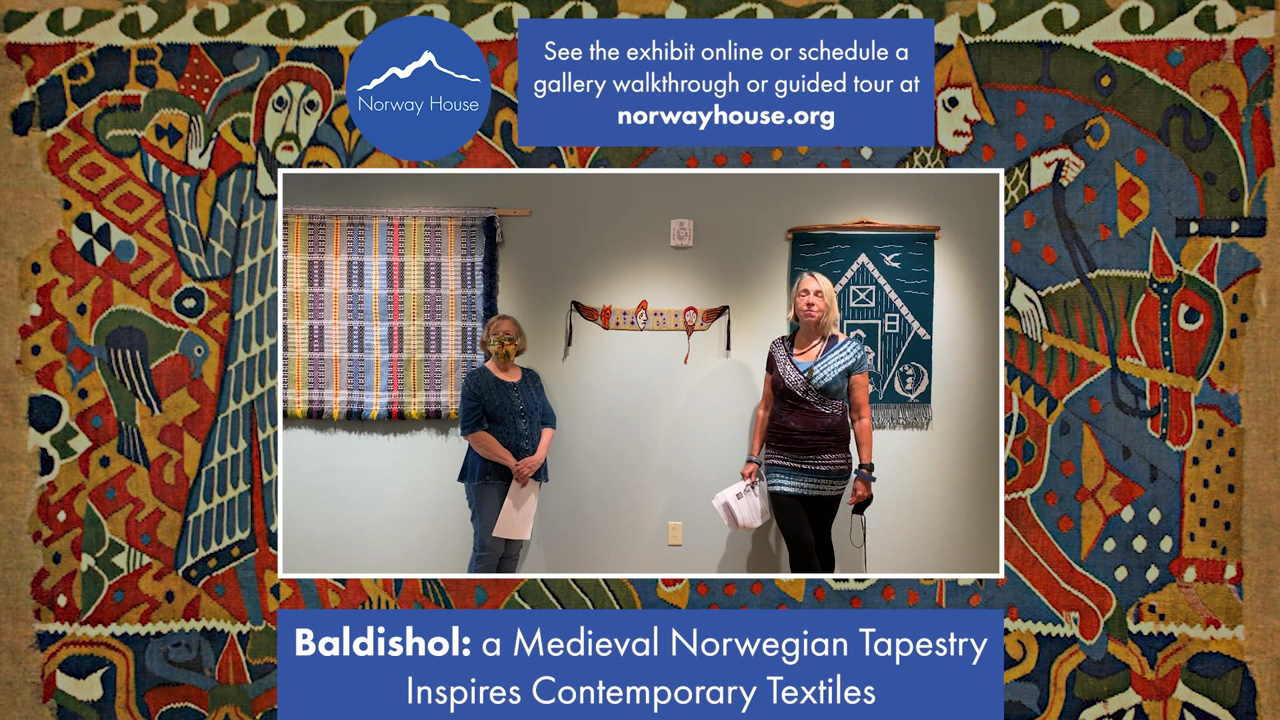 Norway House
See the exhibit online or schedule a
gallery walkthrough or guided tour at
norwayhouse.org
Baldishol: a Medieval Norwegian Tapestry
Inspires Contemporary Textiles